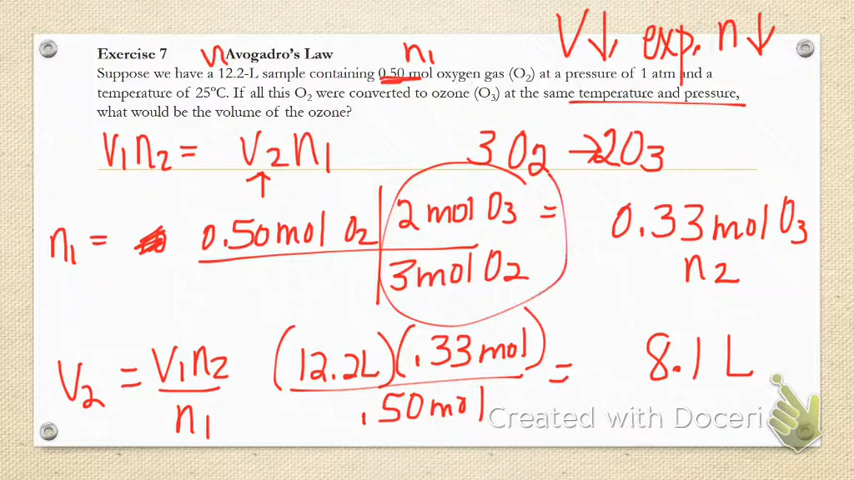 V↓, exp. n↓
Exercise 7 Avogadro's Law
n n1
Suppose we have a 12.2-L sample containing 0.50 mol oxygen gas (O2) at a pressure of 1 atm and a
temperature of 25°C. If all this O2 were converted to ozone (O3) at the same temperature and pressure,
what would be the volume of the ozone?
V1n2 = V2n1 3O2 → 2O3
↑
n1 = 0.50 mol O2 | 2 mol O3 / 3 mol O2 = 0.33 mol O3
n2
V2 = V1n2 / n1 (12.2L)(.33mol) / .50mol = 8.1 L
Created with Doceri